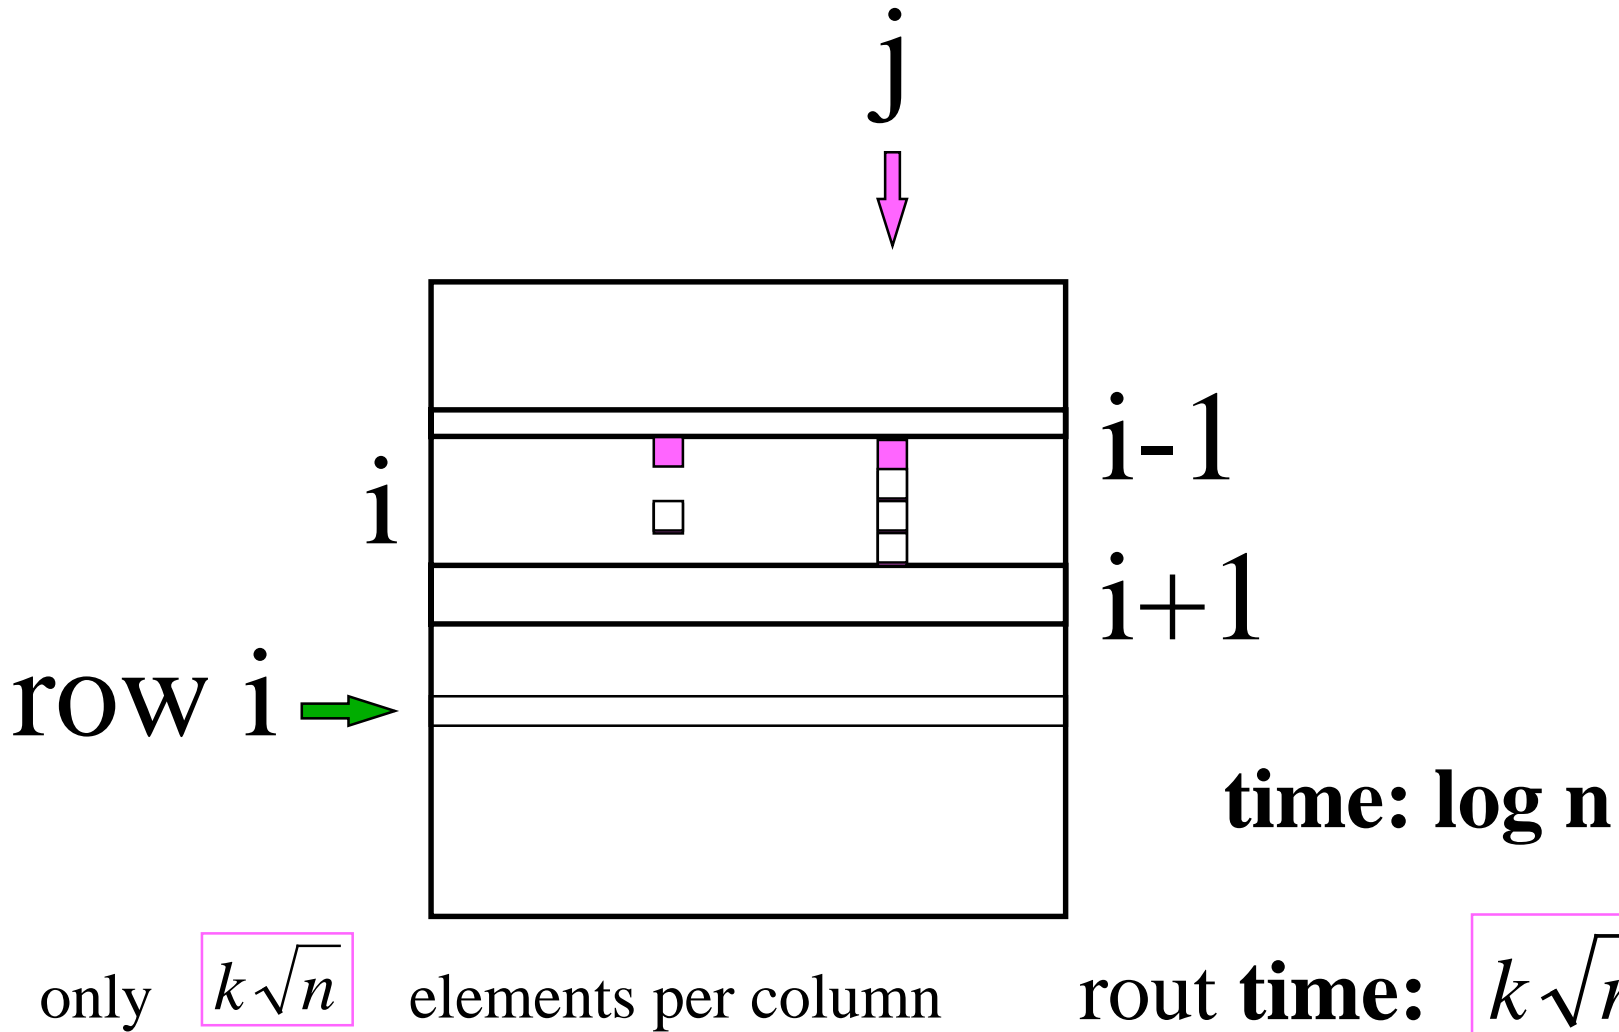 j
i-1
i
i+1
row i
time: log n
only k√n elements per column
rout time: k√n